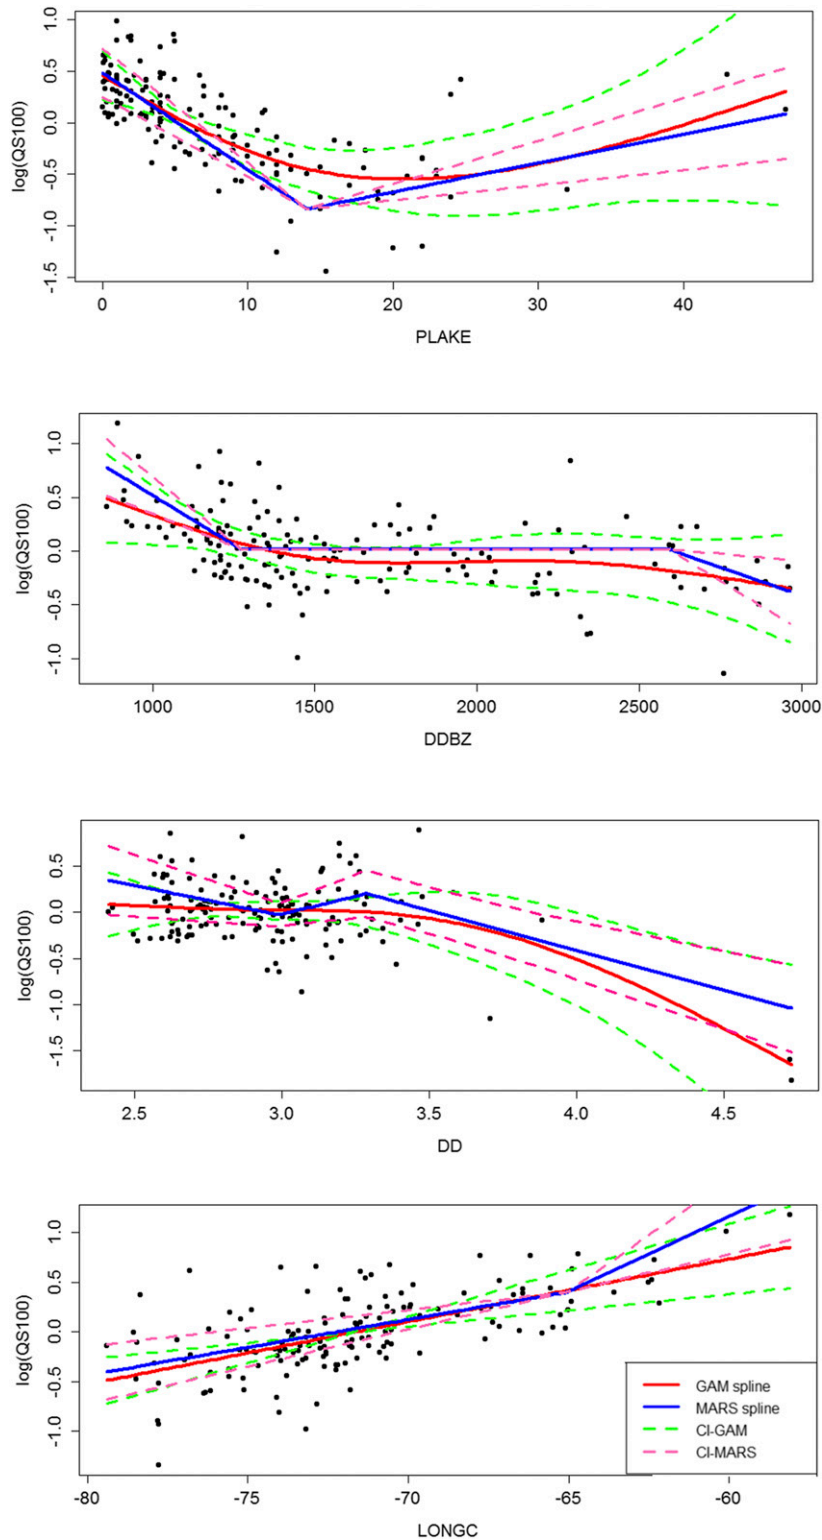 1.0
0.5
0.0
-0.5
-1.0
-1.5
log(QS100)
0 10 20 30 40
PLAKE
1.0
0.5
0.0
-0.5
-1.0
log(QS100)
1000 1500 2000 2500 3000
DDBZ
0.5
0.0
-0.5
-1.0
-1.5
log(QS100)
2.5 3.0 3.5 4.0 4.5
DD
1.0
0.5
0.0
-0.5
-1.0
log(QS100)
GAM spline
MARS spline
CI-GAM
CI-MARS
-80 -75 -70 -65 -60
LONGC